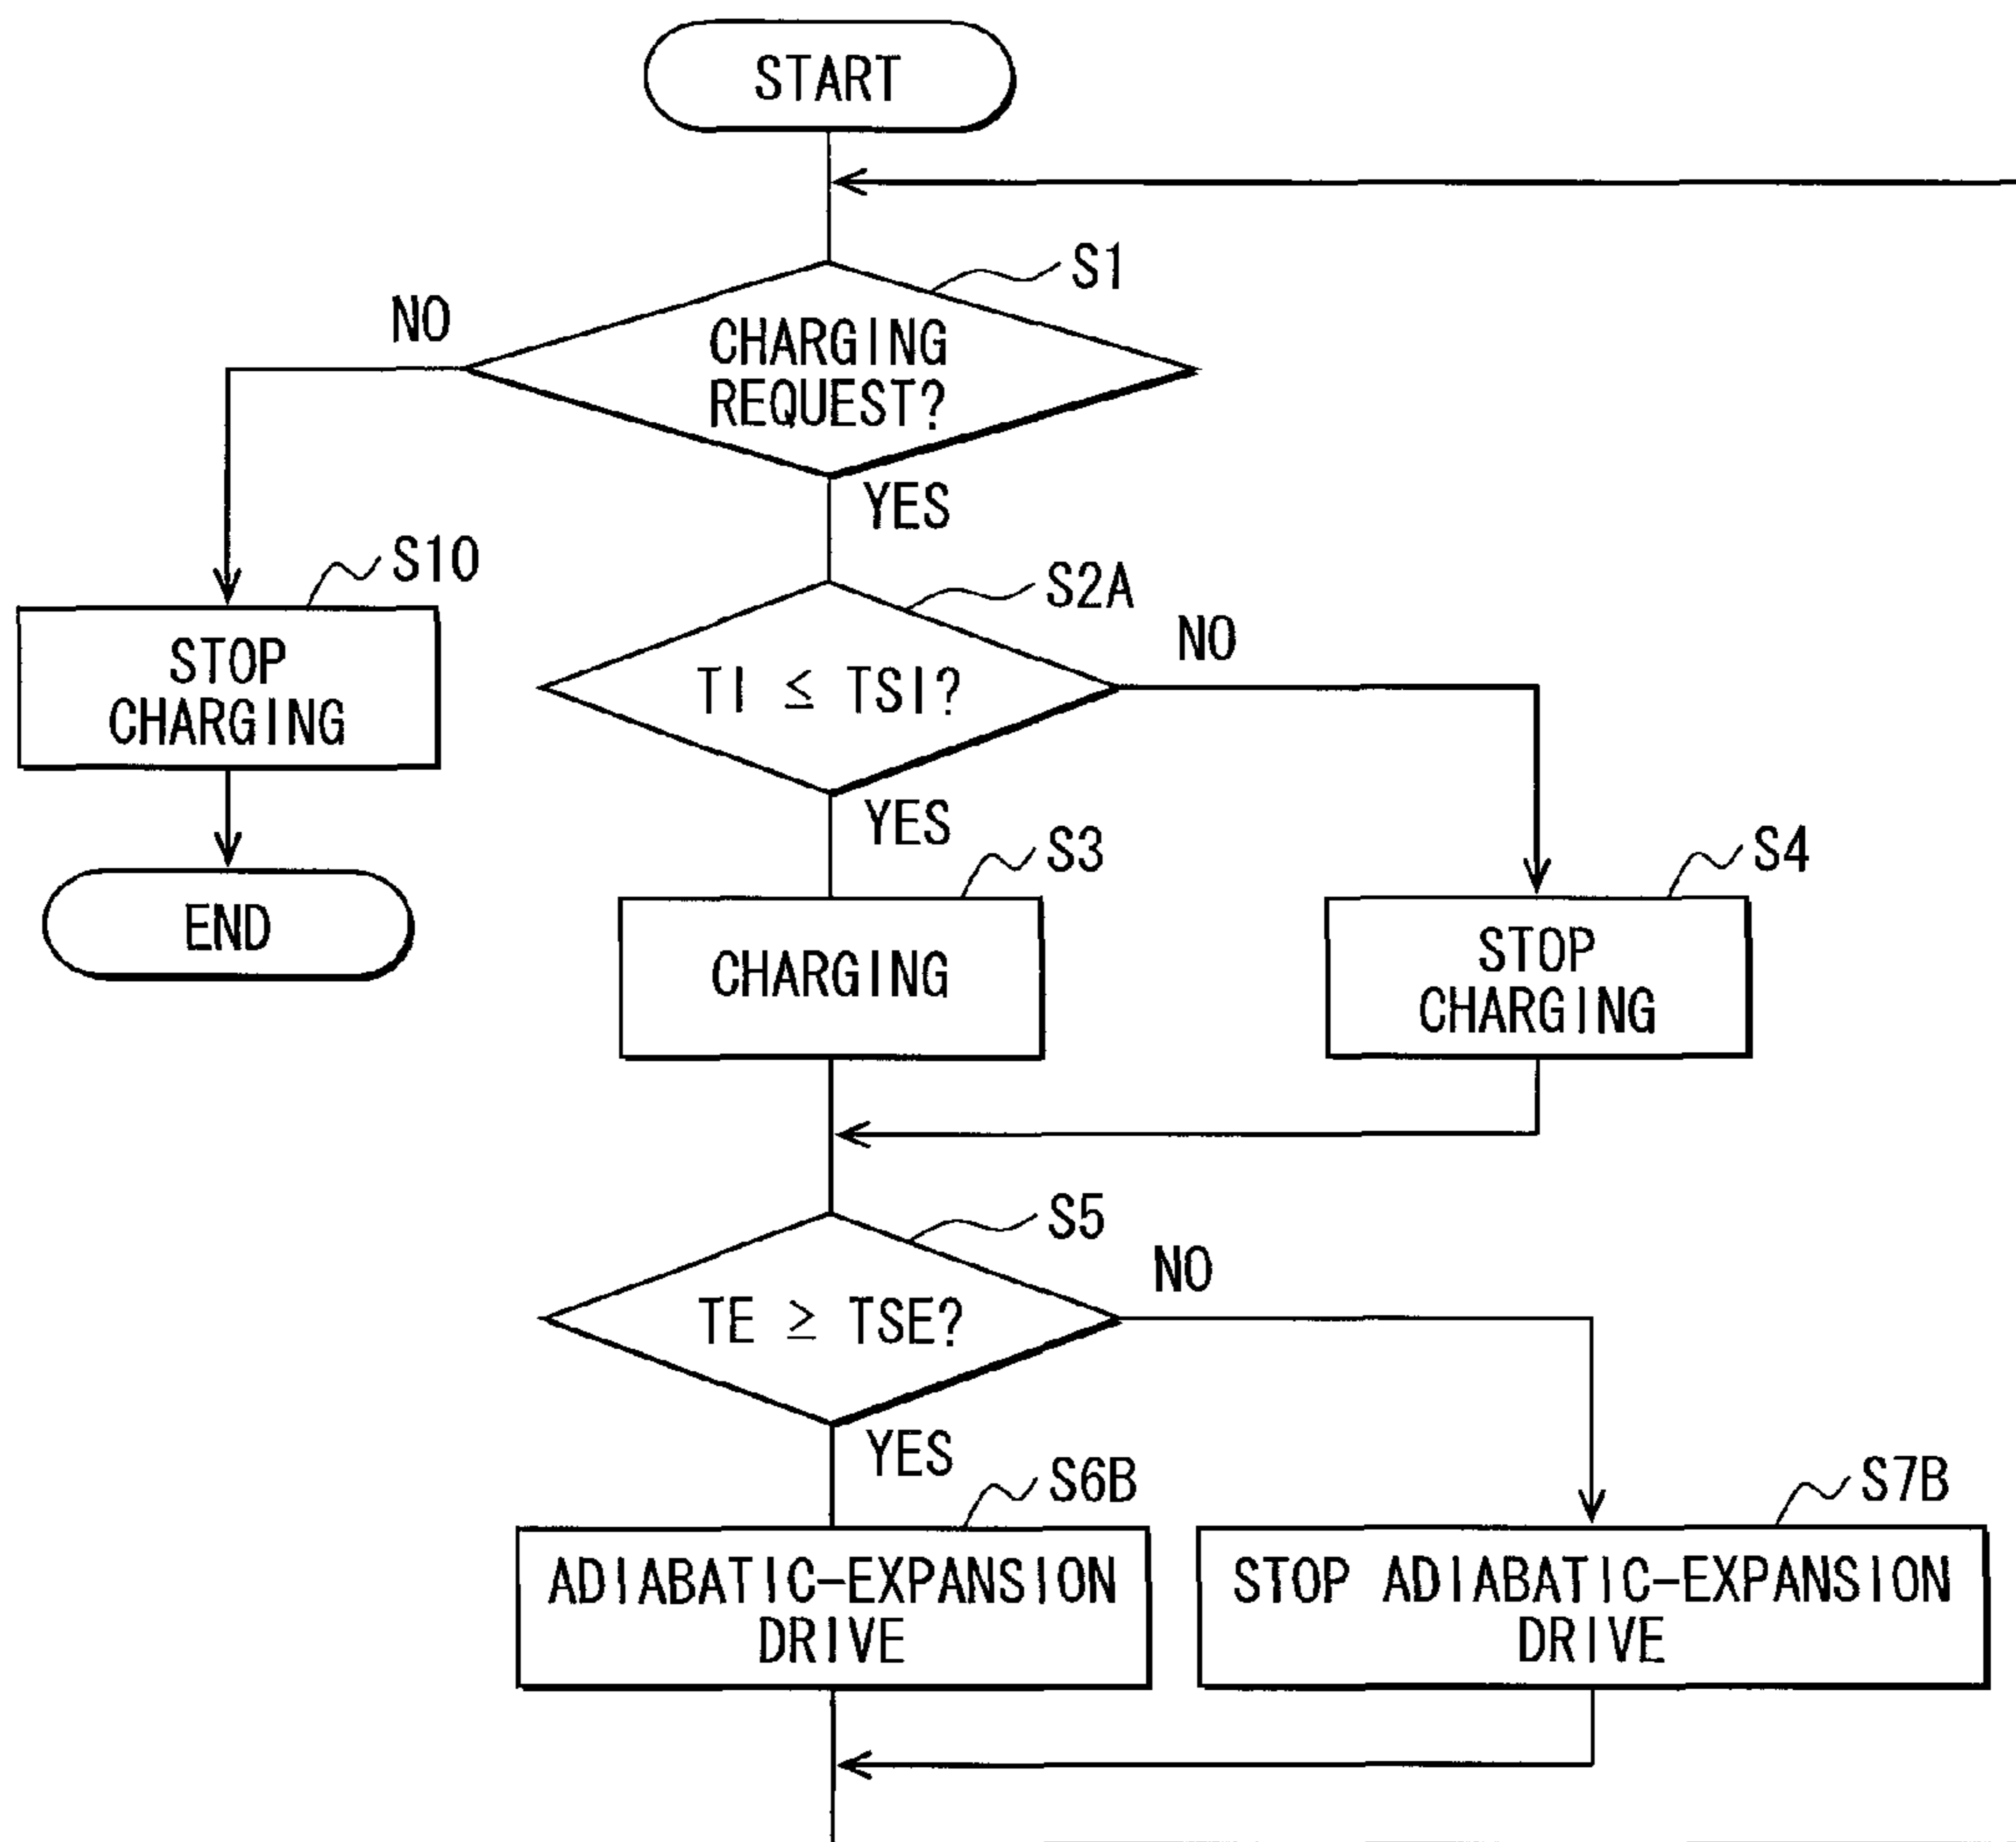 START
S1
NO
CHARGING
REQUEST?
YES
S10
STOP
CHARGING
END
S2A
NO
TI ≤ TSI?
YES
S3
CHARGING
S4
STOP
CHARGING
S5
NO
TE ≥ TSE?
YES
S6B
ADIABATIC-EXPANSION
DRIVE
S7B
STOP ADIABATIC-EXPANSION
DRIVE